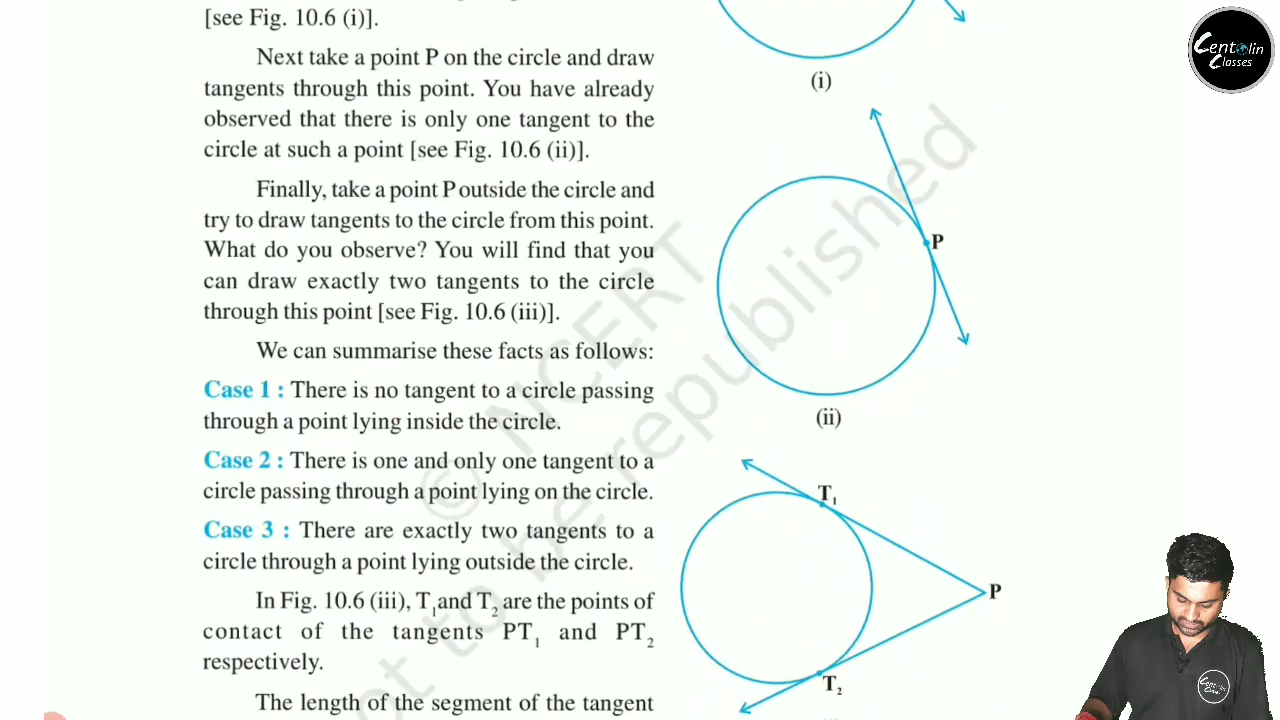 [see Fig. 10.6 (i)].
Next take a point P on the circle and draw
tangents through this point. You have already
observed that there is only one tangent to the
circle at such a point [see Fig. 10.6 (ii)].
Finally, take a point P outside the circle and
try to draw tangents to the circle from this point.
What do you observe? You will find that you
can draw exactly two tangents to the circle
through this point [see Fig. 10.6 (iii)].
We can summarise these facts as follows:
Case 1 : There is no tangent to a circle passing
through a point lying inside the circle.
Case 2 : There is one and only one tangent to a
circle passing through a point lying on the circle.
Case 3 : There are exactly two tangents to a
circle through a point lying outside the circle.
In Fig. 10.6 (iii), T₁and T₂ are the points of
contact of the tangents PT₁ and PT₂
respectively.
The length of the segment of the tangent
(i)
P
(ii)
T₁
P
T₂
© NCERT
not to be republished
Centolin
Classes
Centolin